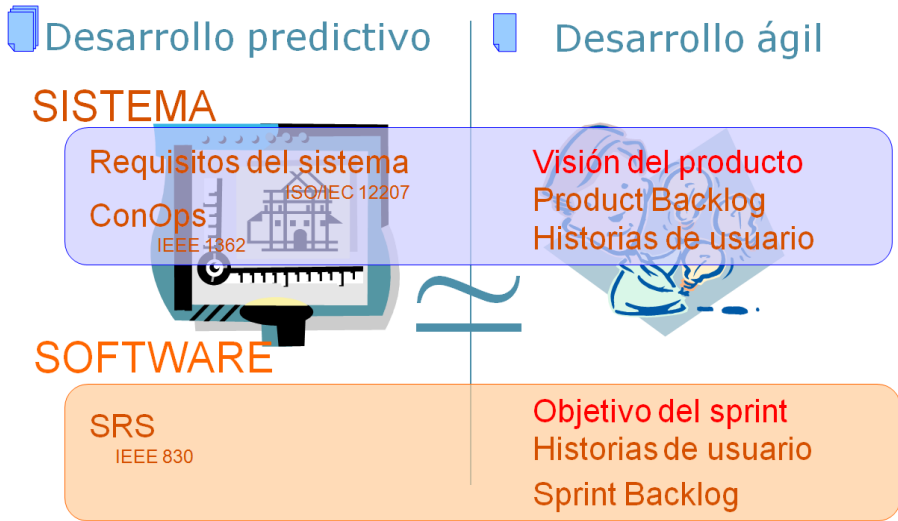 Desarrollo predictivo
Desarrollo ágil
SISTEMA
Requisitos del sistema
ISO/IEC 12207
ConOps
IEEE 1362
Visión del producto
Product Backlog
Historias de usuario
≃
SOFTWARE
SRS
IEEE 830
Objetivo del sprint
Historias de usuario
Sprint Backlog